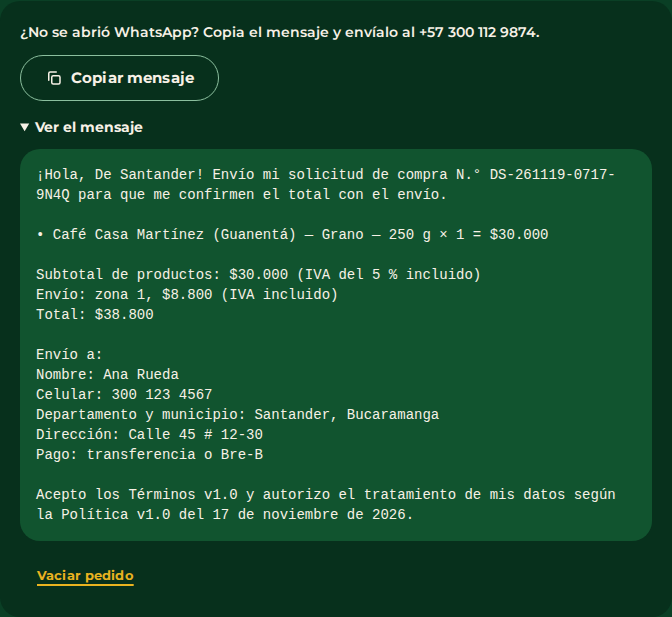 ¿No se abrió WhatsApp? Copia el mensaje y envíalo al +57 300 112 9874.
Copiar mensaje
▼ Ver el mensaje
¡Hola, De Santander! Envío mi solicitud de compra N.° DS-261119-0717-
9N4Q para que me confirmen el total con el envío.
• Café Casa Martínez (Guanentá) — Grano — 250 g × 1 = $30.000
Subtotal de productos: $30.000 (IVA del 5 % incluido)
Envío: zona 1, $8.800 (IVA incluido)
Total: $38.800
Envío a:
Nombre: Ana Rueda
Celular: 300 123 4567
Departamento y municipio: Santander, Bucaramanga
Dirección: Calle 45 # 12-30
Pago: transferencia o Bre-B
Acepto los Términos v1.0 y autorizo el tratamiento de mis datos según
la Política v1.0 del 17 de noviembre de 2026.
Vaciar pedido